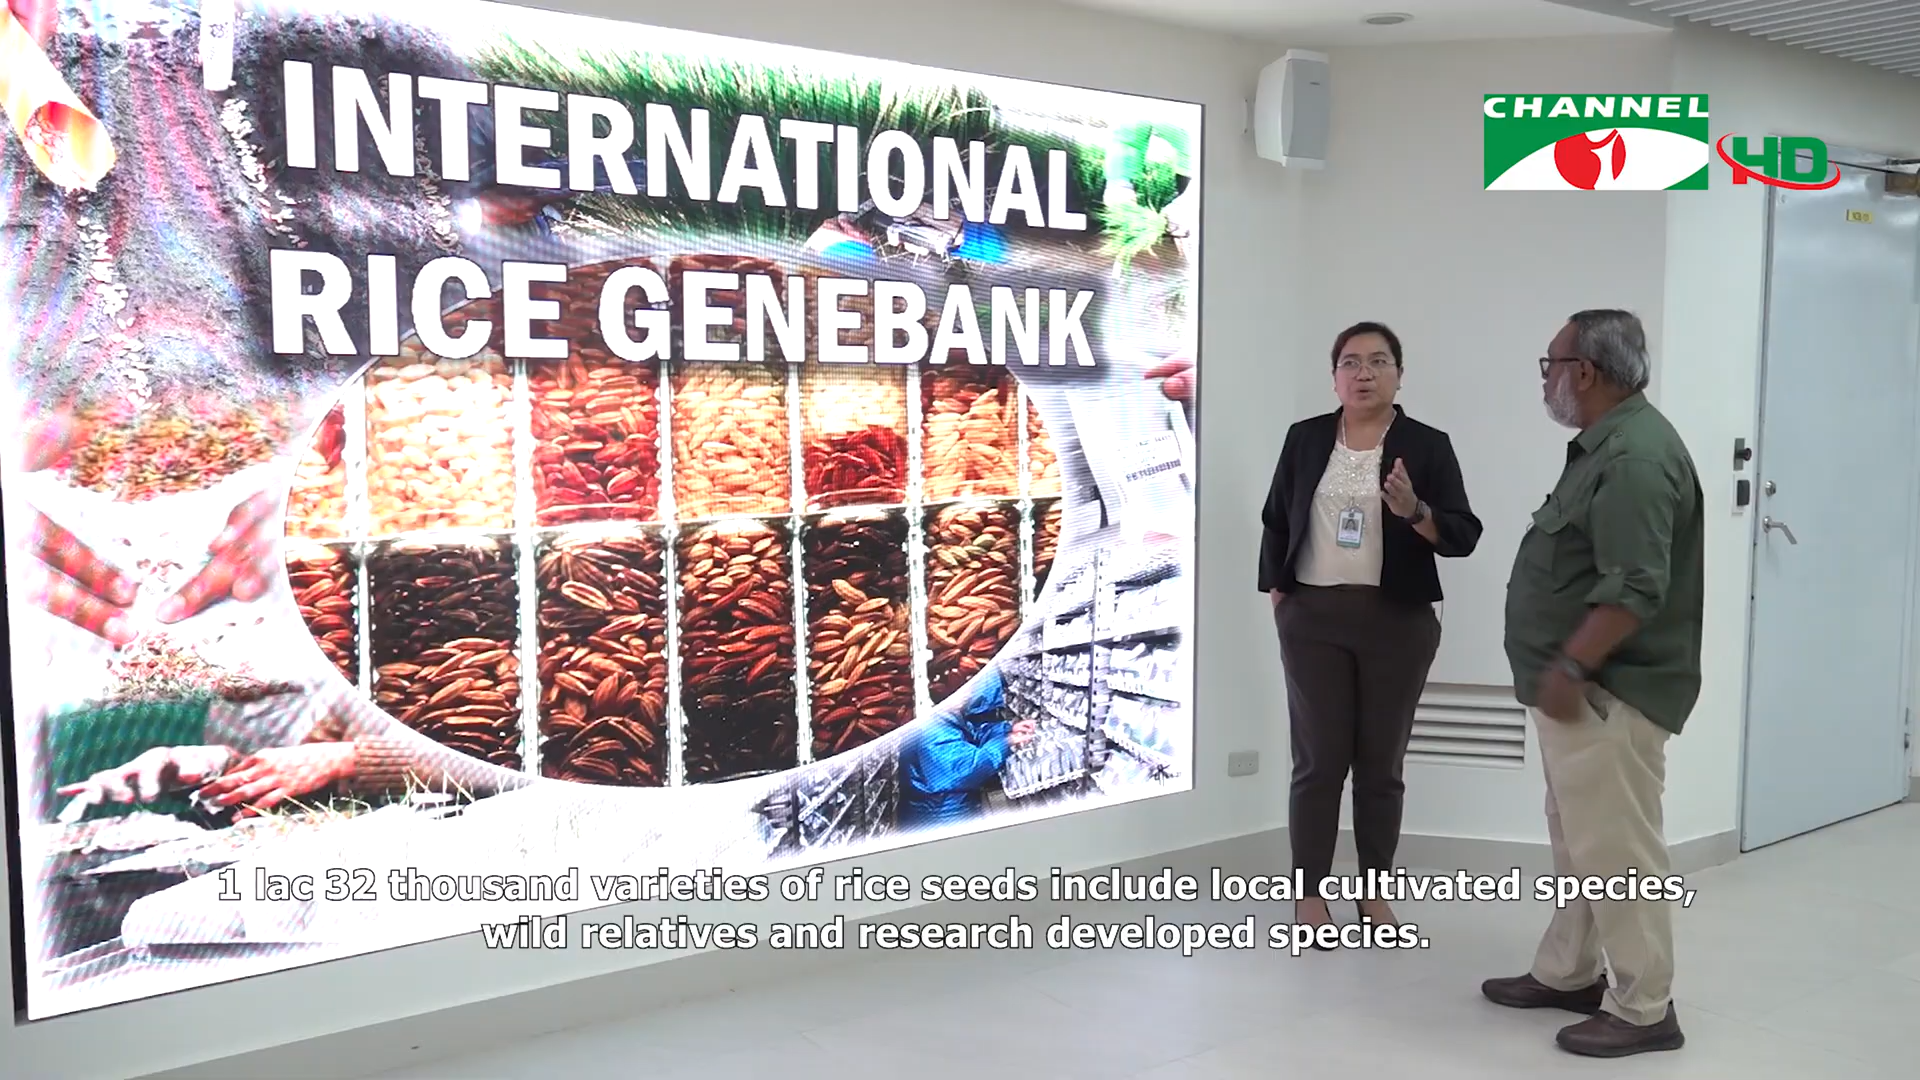 INTERNATIONAL
RICE GENEBANK
CHANNEL
i
HD
1 lac 32 thousand varieties of rice seeds include local cultivated species,
wild relatives and research developed species.